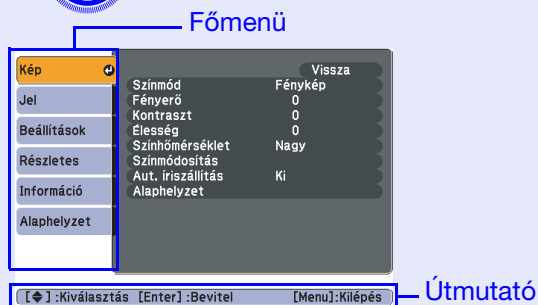 Főmenü
Kép
Jel
Beállítások
Részletes
Információ
Alaphelyzet
Vissza
Színmód Fénykép
Fényerő 0
Kontraszt 0
Élesség 0
Színhőmérséklet Nagy
Színmódosítás
Aut. íriszállítás Ki
Alaphelyzet
[◆] :Kiválasztás [Enter] :Bevitel [Menu]:Kilépés
Útmutató